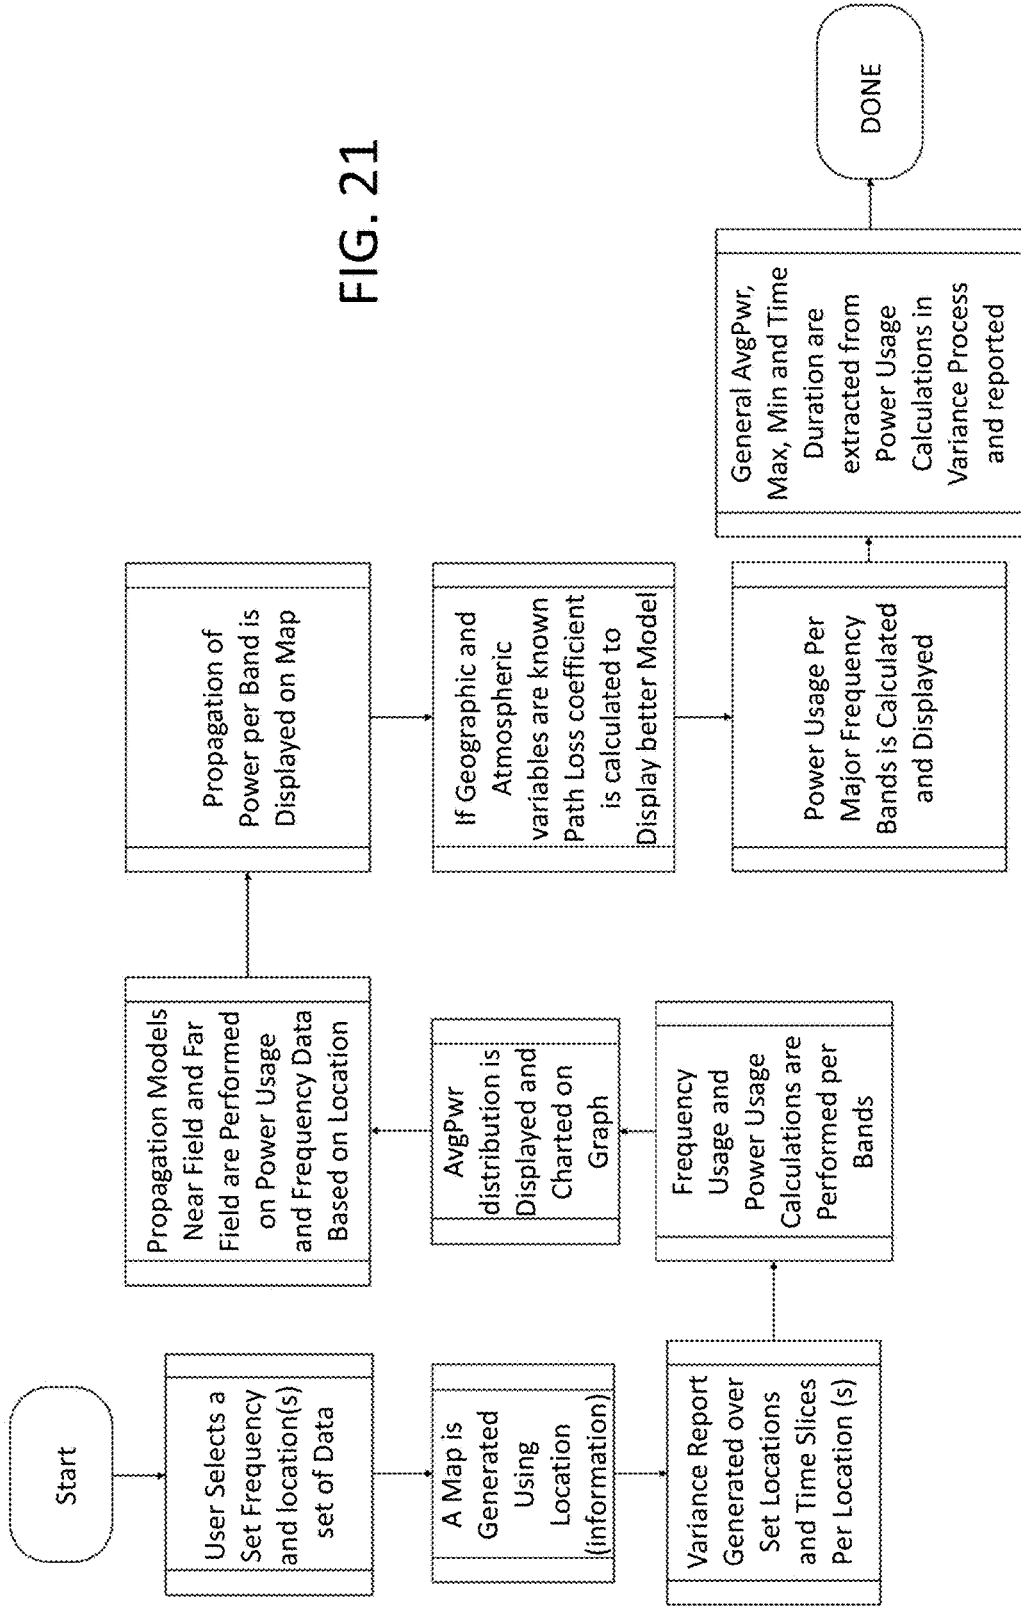 Start
User Selects a
Set Frequency
and location(s)
set of Data
A Map is
Generated
Using
Location
(information)
Variance Report
Generated over
Set Locations
and Time Slices
Per Location (s)
Frequency
Usage and
Power Usage
Calculations are
Performed per
Bands
AvgPwr
distribution is
Displayed and
Charted on
Graph
Propagation Models
Near Field and Far
Field are Performed
on Power Usage
and Frequency Data
Based on Location
Propagation of
Power per Band is
Displayed on Map
If Geographic and
Atmospheric
variables are known
Path Loss coefficient
is calculated to
Display better Model
Power Usage Per
Major Frequency
Bands is Calculated
and Displayed
General AvgPwr,
Max, Min and Time
Duration are
extracted from
Power Usage
Calculations in
Variance Process
and reported
DONE
FIG. 21